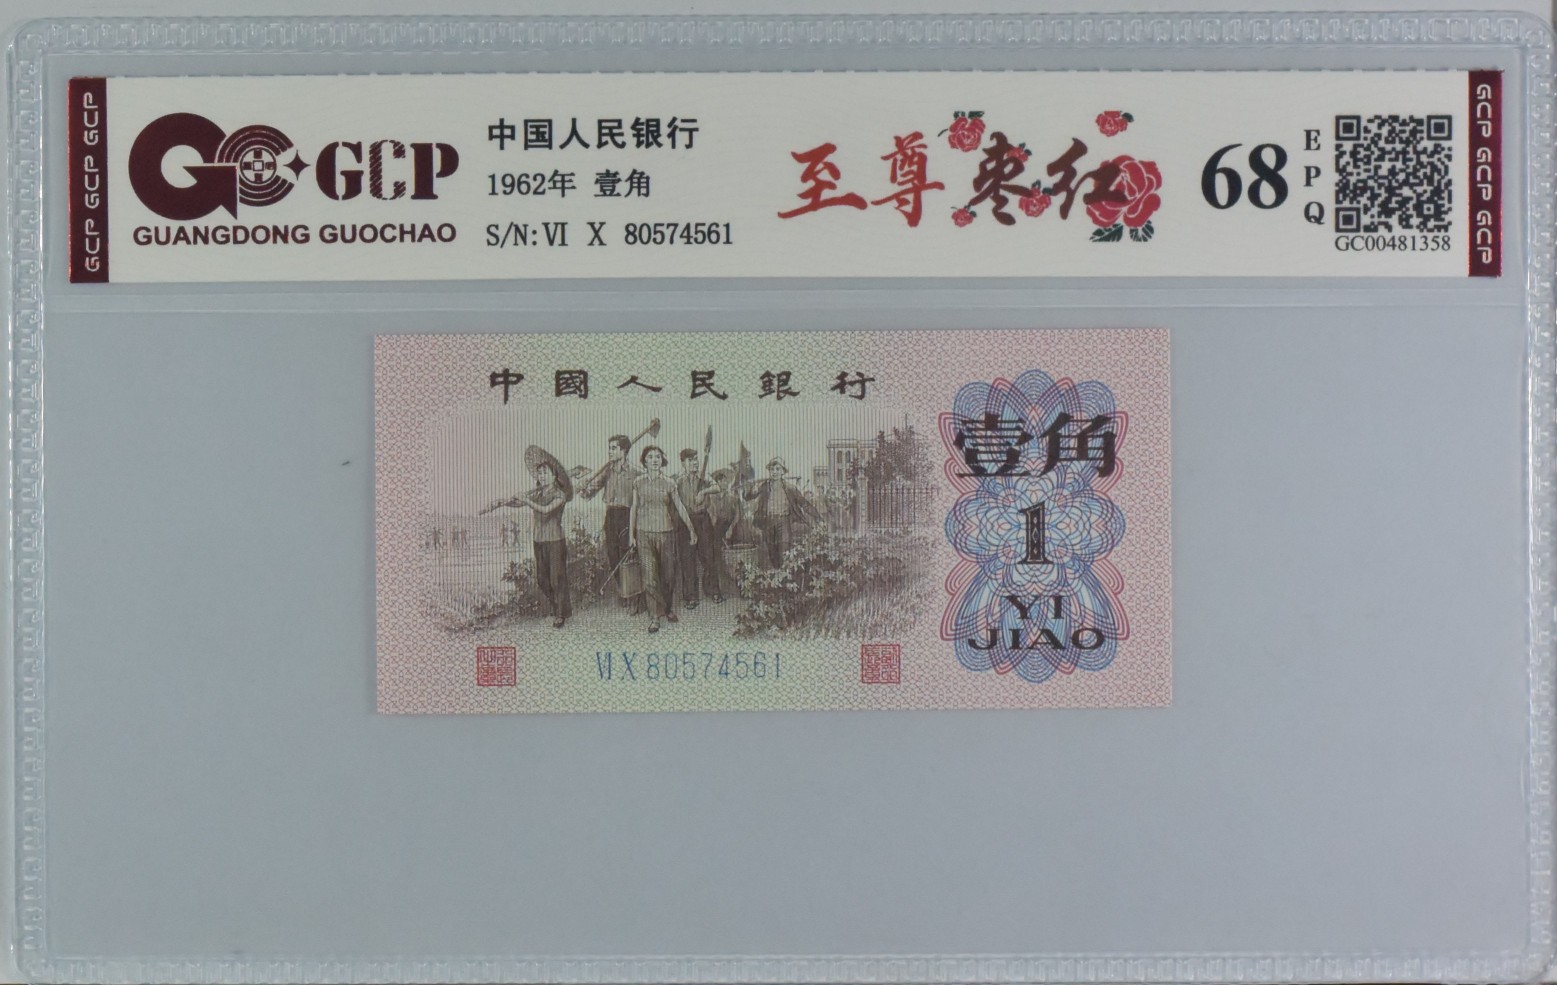 GCP GCP GCP
GCP
GUANGDONG GUOCHAO
中国人民银行
1962年 壹角
S/N: VI X 80574561
至尊枣红
68
EPQ
GC00481358
GCP GCP GCP
中國人民銀行
壹角
1
YI
JIAO
VI X 80574561